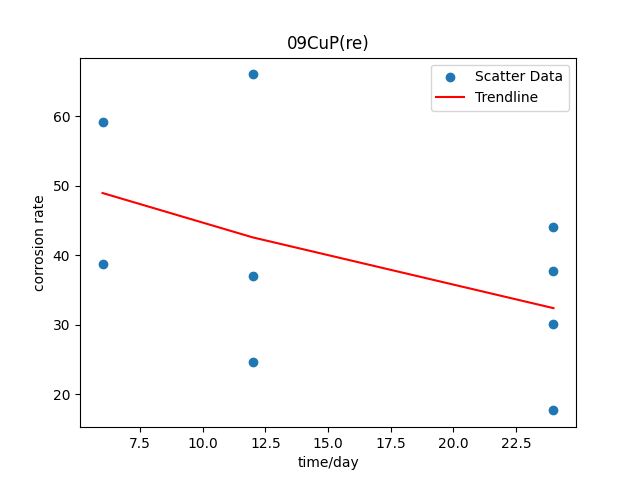 09CuP(re)
Scatter Data
Trendline
60
50
40
30
20
corrosion rate
7.5 10.0 12.5 15.0 17.5 20.0 22.5
time/day